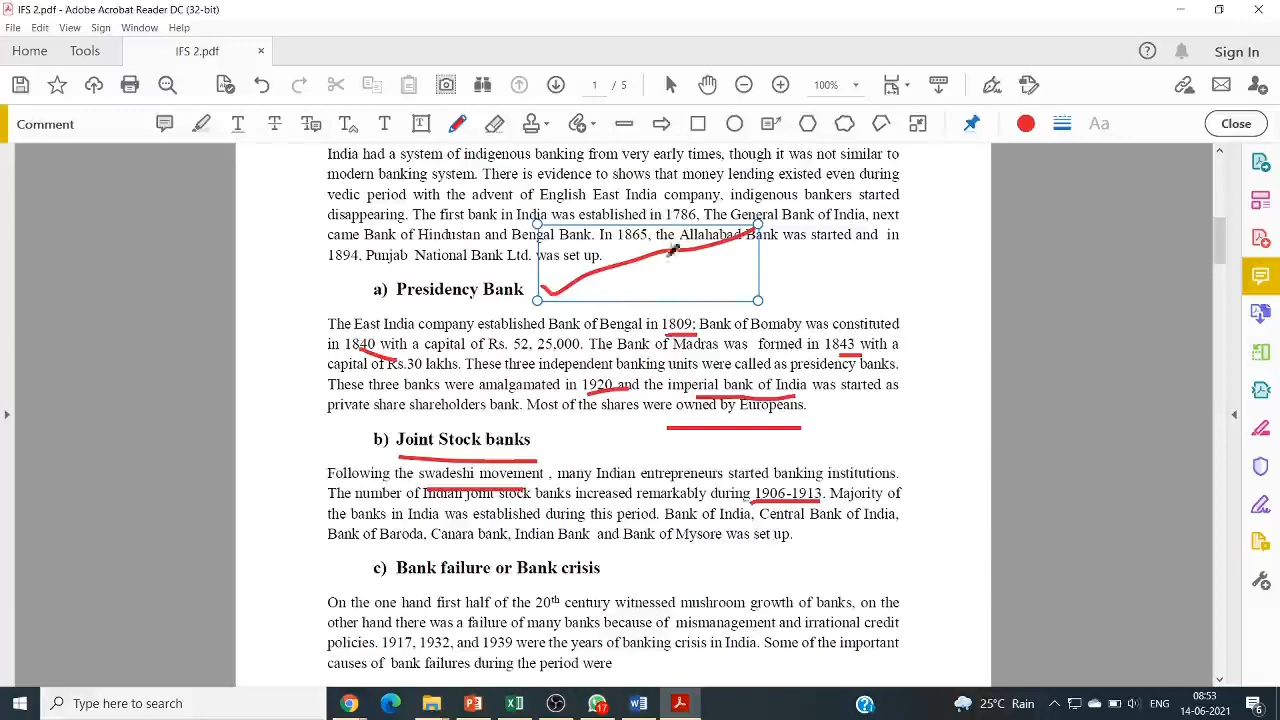 IFS 2.pdf - Adobe Acrobat Reader DC (32-bit)
File Edit View Sign Window Help
Home Tools IFS 2.pdf × Sign In
1 / 5 100%
Comment Close
India had a system of indigenous banking from very early times, though it was not similar to
modern banking system. There is evidence to shows that money lending existed even during
vedic period with the advent of English East India company, indigenous bankers started
disappearing. The first bank in India was established in 1786, The General Bank of India, next
came Bank of Hindustan and Bengal Bank. In 1865, the Allahabad Bank was started and in
1894, Punjab National Bank Ltd. was set up.
a) Presidency Bank
The East India company established Bank of Bengal in 1809; Bank of Bomaby was constituted
in 1840 with a capital of Rs. 52, 25,000. The Bank of Madras was formed in 1843 with a
capital of Rs.30 lakhs. These three independent banking units were called as presidency banks.
These three banks were amalgamated in 1920 and the imperial bank of India was started as
private share shareholders bank. Most of the shares were owned by Europeans.
b) Joint Stock banks
Following the swadeshi movement , many Indian entrepreneurs started banking institutions.
The number of Indian joint stock banks increased remarkably during 1906-1913. Majority of
the banks in India was established during this period. Bank of India, Central Bank of India,
Bank of Baroda, Canara bank, Indian Bank and Bank of Mysore was set up.
c) Bank failure or Bank crisis
On the one hand first half of the 20th century witnessed mushroom growth of banks, on the
other hand there was a failure of many banks because of mismanagement and irrational credit
policies. 1917, 1932, and 1939 were the years of banking crisis in India. Some of the important
causes of bank failures during the period were
Type here to search 17 25°C Rain ENG 08:53
14-06-2021 6